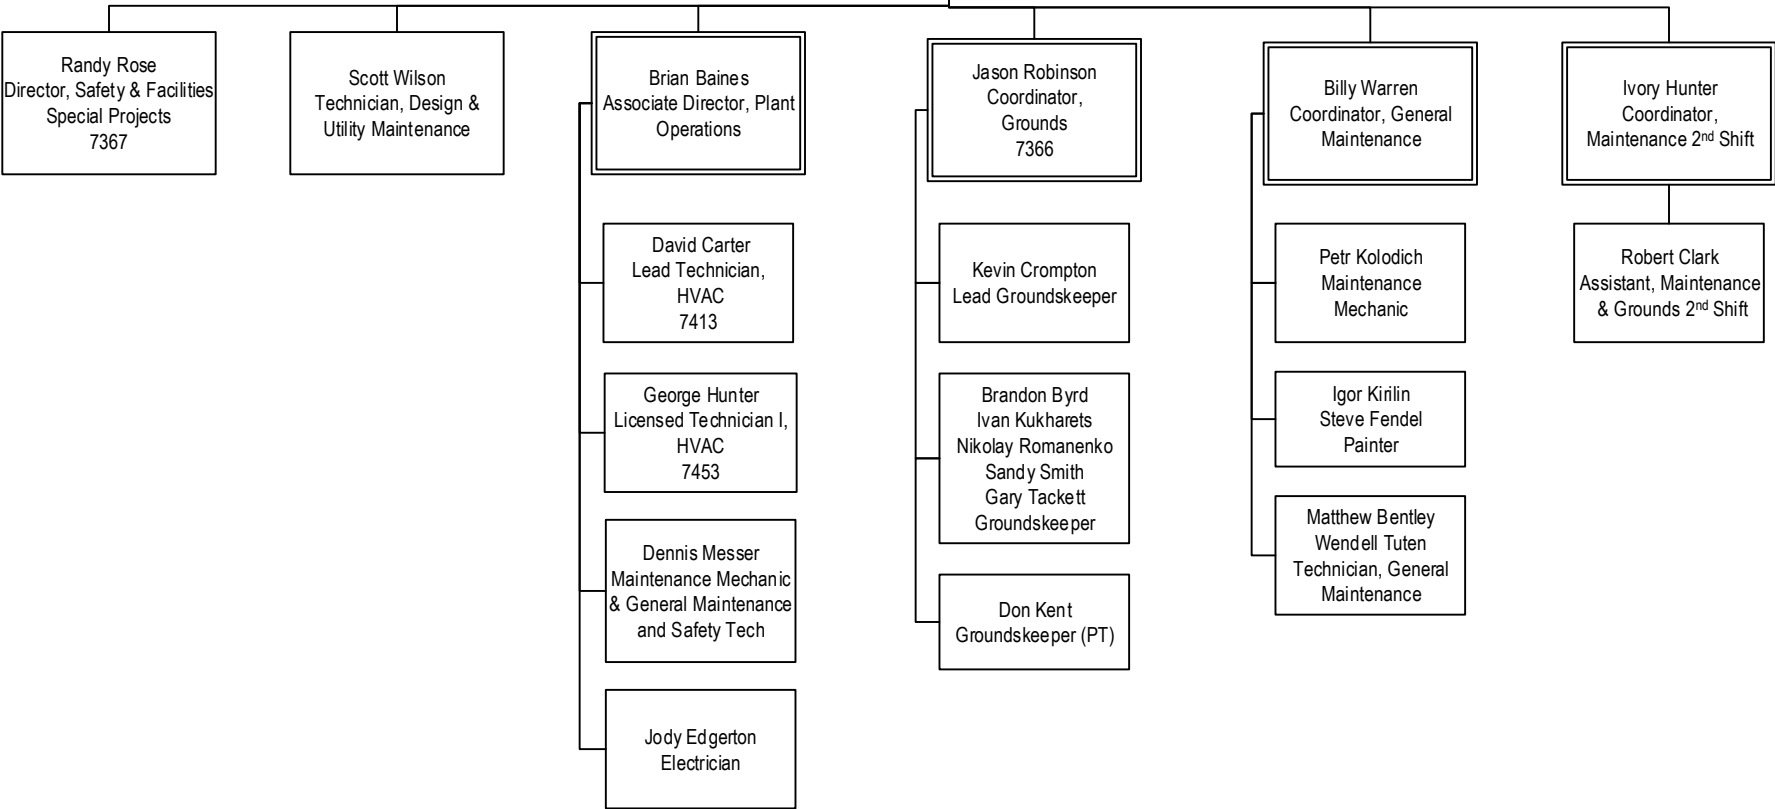 Randy Rose
Director, Safety & Facilities
Special Projects
7367
Scott Wilson
Technician, Design &
Utility Maintenance
Brian Baines
Associate Director, Plant
Operations
Jason Robinson
Coordinator,
Grounds
7366
Billy Warren
Coordinator, General
Maintenance
Ivory Hunter
Coordinator,
Maintenance 2nd Shift
David Carter
Lead Technician,
HVAC
7413
George Hunter
Licensed Technician I,
HVAC
7453
Dennis Messer
Maintenance Mechanic
& General Maintenance
and Safety Tech
Jody Edgerton
Electrician
Kevin Crompton
Lead Groundskeeper
Brandon Byrd
Ivan Kukharets
Nikolay Romanenko
Sandy Smith
Gary Tackett
Groundskeeper
Don Kent
Groundskeeper (PT)
Petr Kolodich
Maintenance
Mechanic
Igor Kirilin
Steve Fendel
Painter
Matthew Bentley
Wendell Tuten
Technician, General
Maintenance
Robert Clark
Assistant, Maintenance
& Grounds 2nd Shift